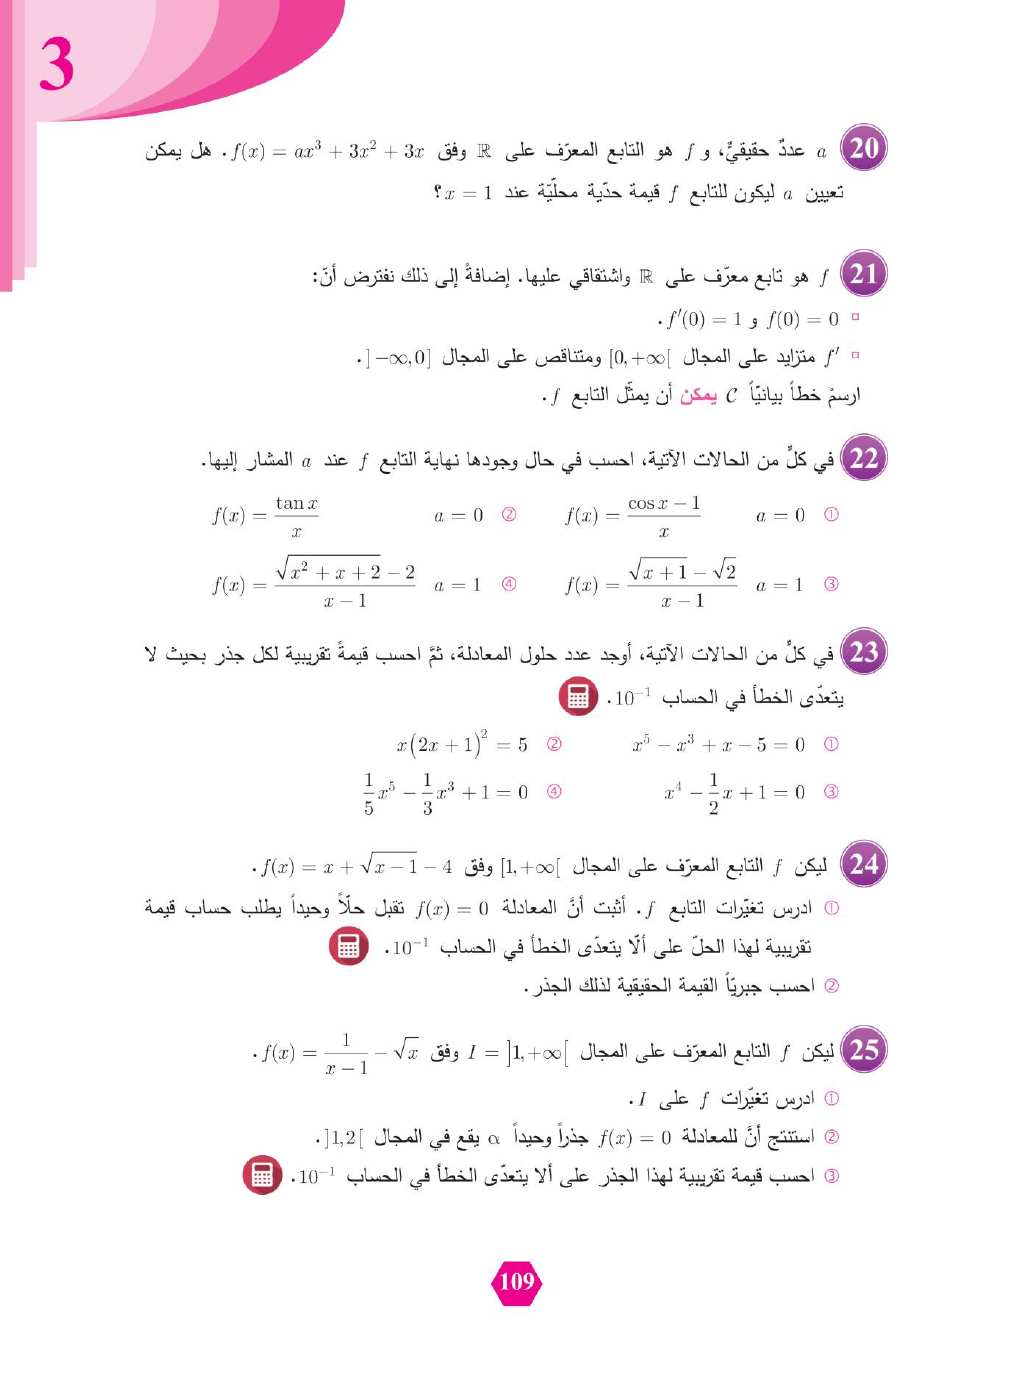 3
20 a عددٌ حقيقيٌّ، و f هو التابع المعرّف على ℝ وفق f(x) = ax³ + 3x² + 3x. هل يمكن
تعيين a ليكون للتابع f قيمة حدّية محلّيّة عند x = 1 ؟
21 f هو تابع معرّف على ℝ واشتقاقي عليها. إضافةً إلى ذلك نفترض أنّ:
▫ f(0) = 0 و f′(0) = 1.
▫ f′ متزايد على المجال [0,+∞[ ومتناقص على المجال ]−∞,0].
ارسمْ خطاً بيانيّاً C يمكن أن يمثّل التابع f.
22 في كلٍّ من الحالات الآتية، احسب في حال وجودها نهاية التابع f عند a المشار إليها.
① a = 0 f(x) = (cos x − 1)/x ② a = 0 f(x) = (tan x)/x
③ a = 1 f(x) = (√(x + 1) − √2)/(x − 1) ④ a = 1 f(x) = (√(x² + x + 2) − 2)/(x − 1)
23 في كلٍّ من الحالات الآتية، أوجد عدد حلول المعادلة، ثمَّ احسب قيمةً تقريبية لكل جذر بحيث لا
يتعدّى الخطأ في الحساب 10⁻¹.
① x⁵ − x³ + x − 5 = 0 ② x(2x + 1)² = 5
③ x⁴ − (1/2)x + 1 = 0 ④ (1/5)x⁵ − (1/3)x³ + 1 = 0
24 ليكن f التابع المعرّف على المجال [1,+∞[ وفق f(x) = x + √(x − 1) − 4.
① ادرس تغيّرات التابع f. أثبت أنَّ المعادلة f(x) = 0 تقبل حلّاً وحيداً يطلب حساب قيمة
تقريبية لهذا الحلّ على ألّا يتعدّى الخطأ في الحساب 10⁻¹.
② احسب جبريّاً القيمة الحقيقية لذلك الجذر.
25 ليكن f التابع المعرّف على المجال I = ]1,+∞[ وفق f(x) = 1/(x − 1) − √x.
① ادرس تغيّرات f على I.
② استنتج أنَّ للمعادلة f(x) = 0 جذراً وحيداً α يقع في المجال ]1,2[.
③ احسب قيمة تقريبية لهذا الجذر على ألا يتعدّى الخطأ في الحساب 10⁻¹.
109